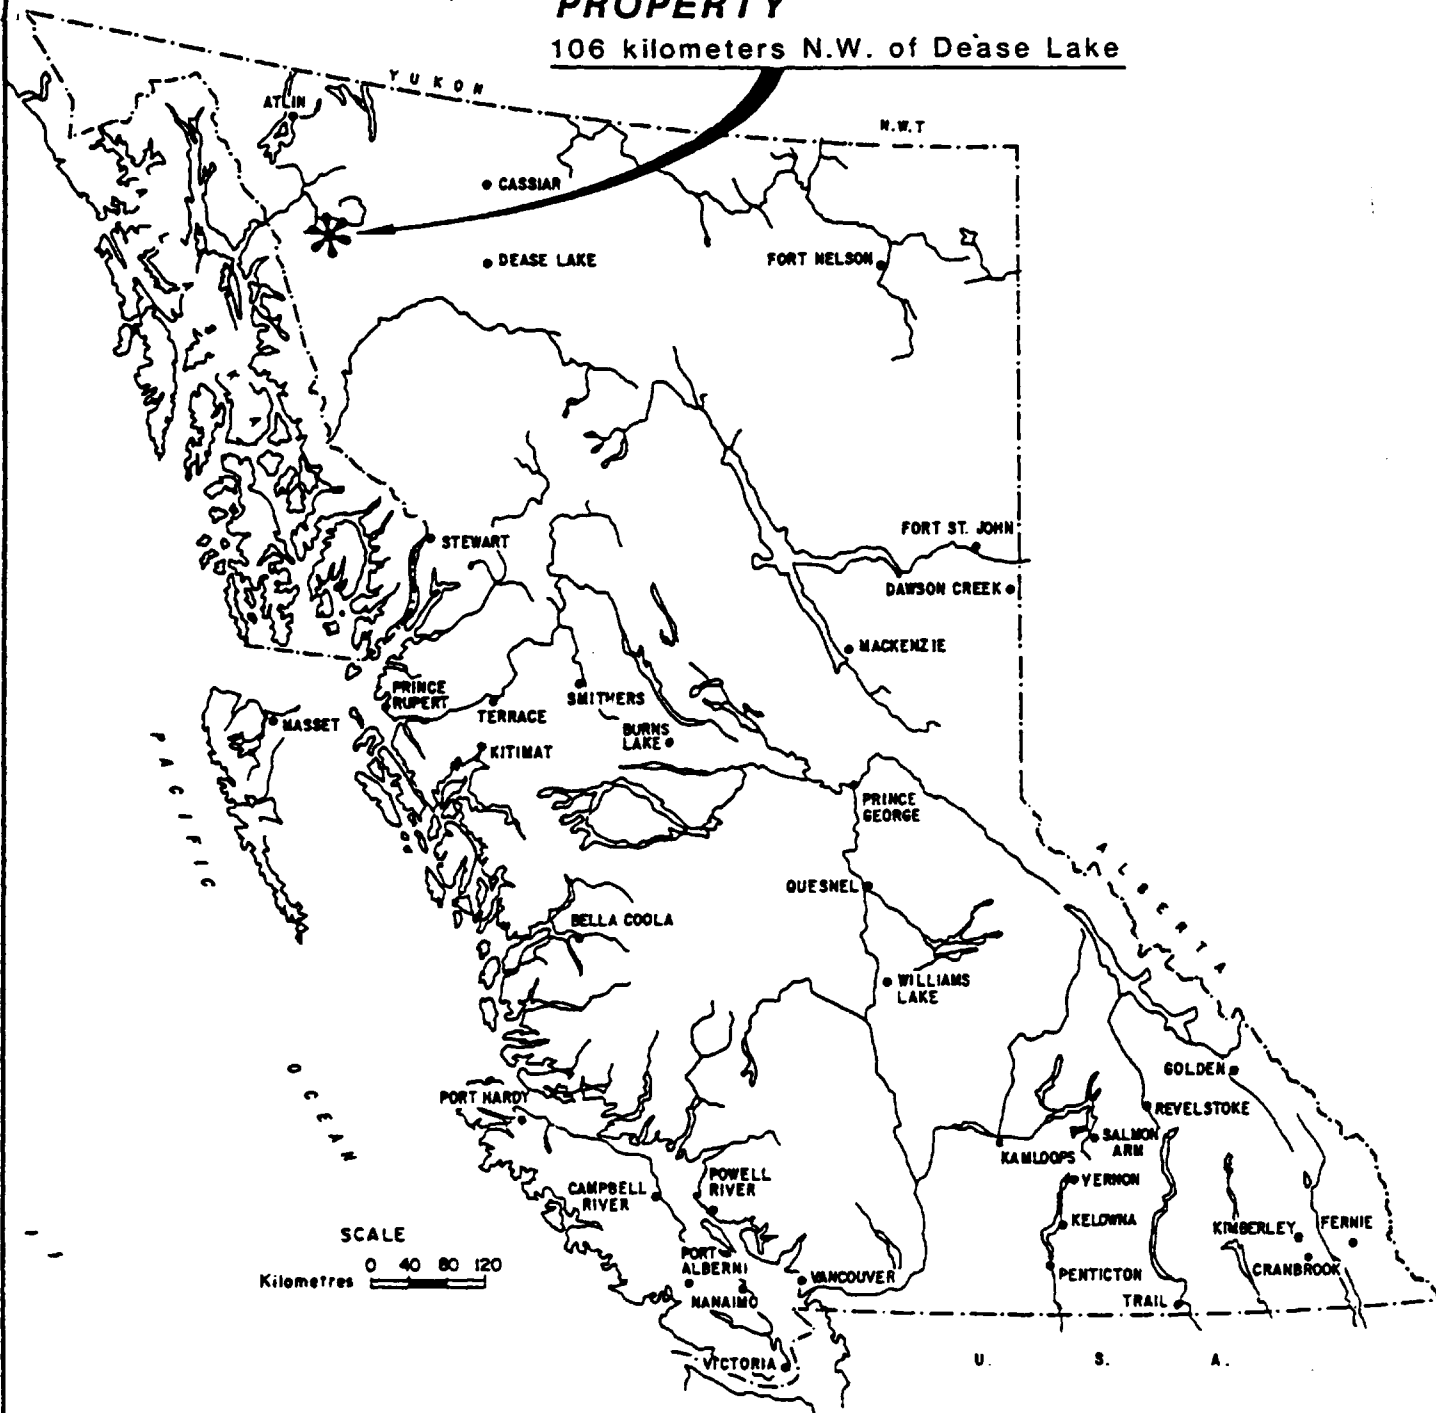 PROPERTY
106 kilometers N.W. of Dease Lake
YUKON
N.W.T
ATLIN
CASSIAR
DEASE LAKE
FORT NELSON
ALASKA
STEWART
FORT ST. JOHN
DAWSON CREEK
MACKENZIE
PRINCE
RUPERT
SMITHERS
TERRACE
MASSET
BURNS
LAKE
KITIMAT
PACIFIC
PRINCE
GEORGE
ALBERTA
QUESNEL
BELLA COOLA
WILLIAMS
LAKE
OCEAN
GOLDEN
PORT HARDY
REVELSTOKE
SALMON
ARM
KAMLOOPS
POWELL
RIVER
VERNON
CAMPBELL
RIVER
KELOWNA
KIMBERLEY
FERNIE
SCALE
0 40 80 120
Kilometres
PORT
ALBERNI
VANCOUVER
PENTICTON
CRANBROOK
NANAIMO
TRAIL
VICTORIA
U. S. A.